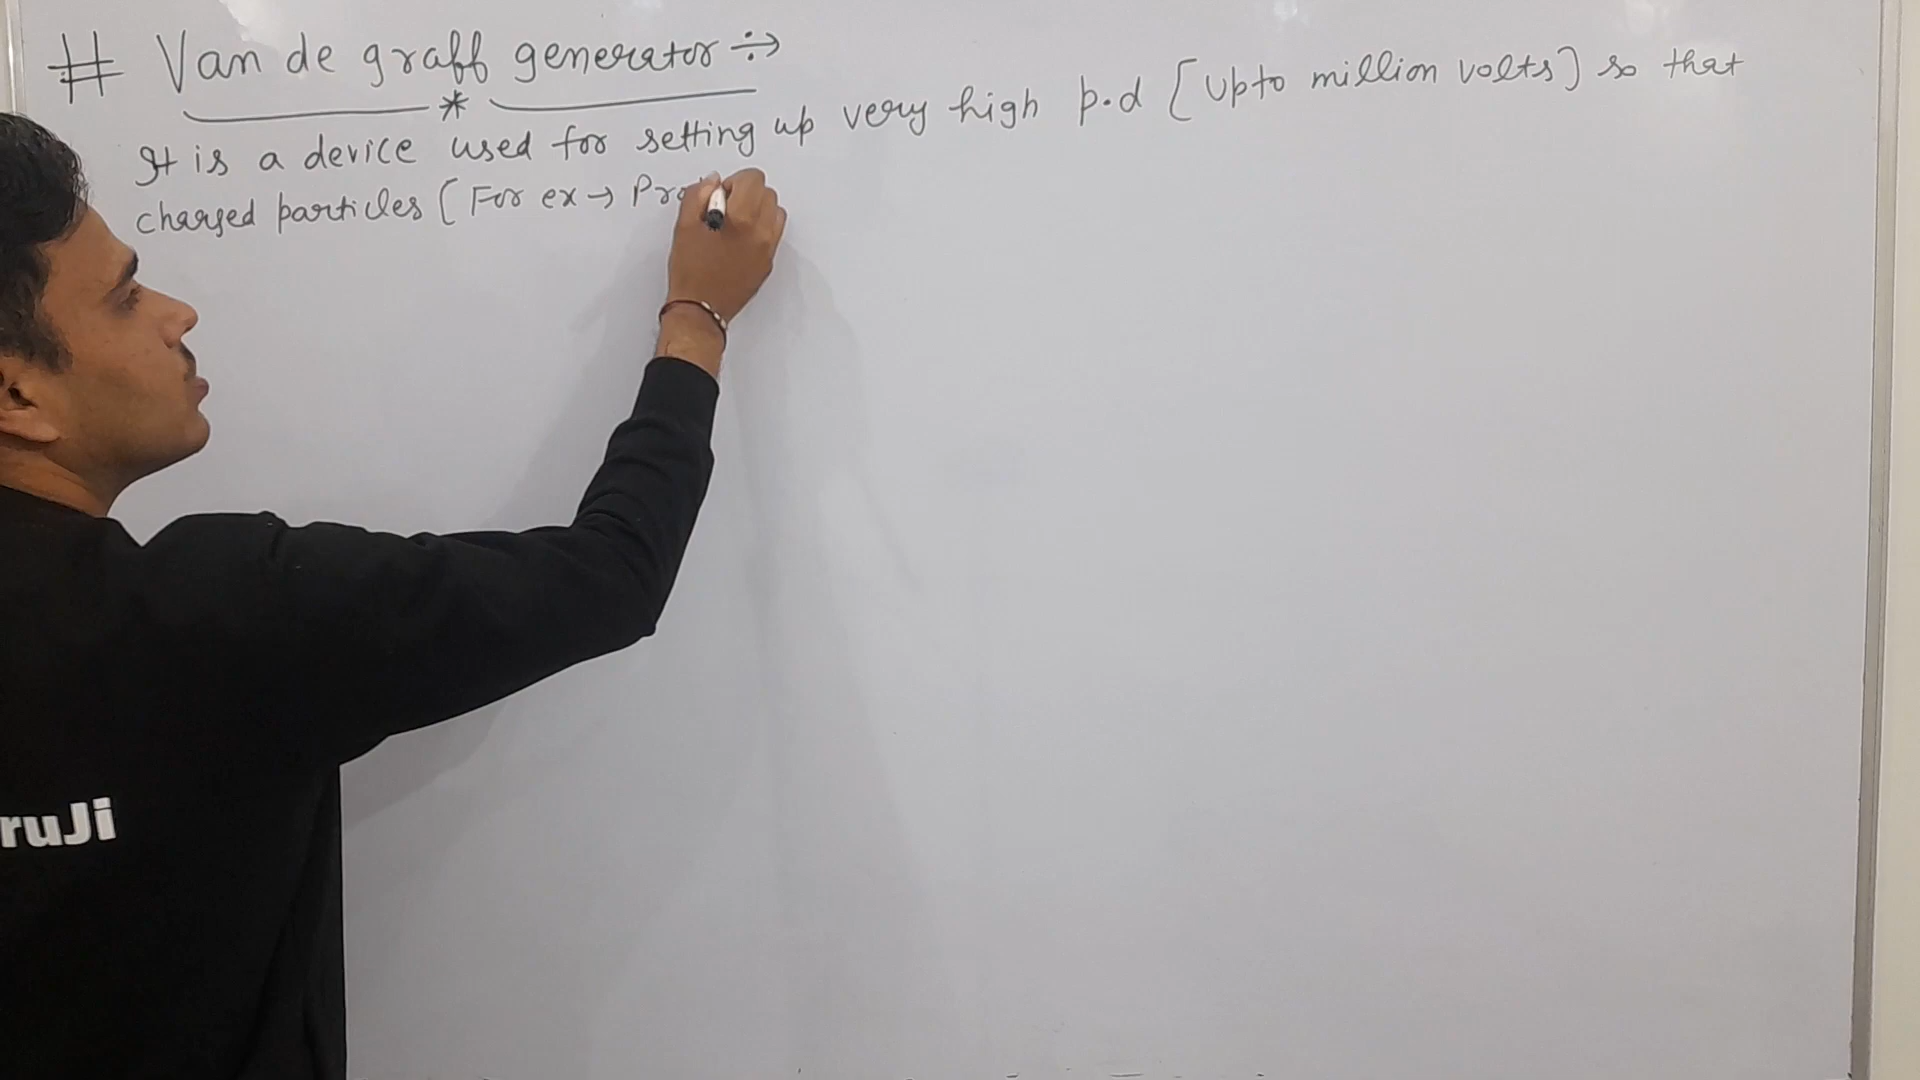 # Van de graff generator ÷→
*
It is a device used for setting up very high p.d [Upto million volts] so that
charged particles (For ex →
ruJi